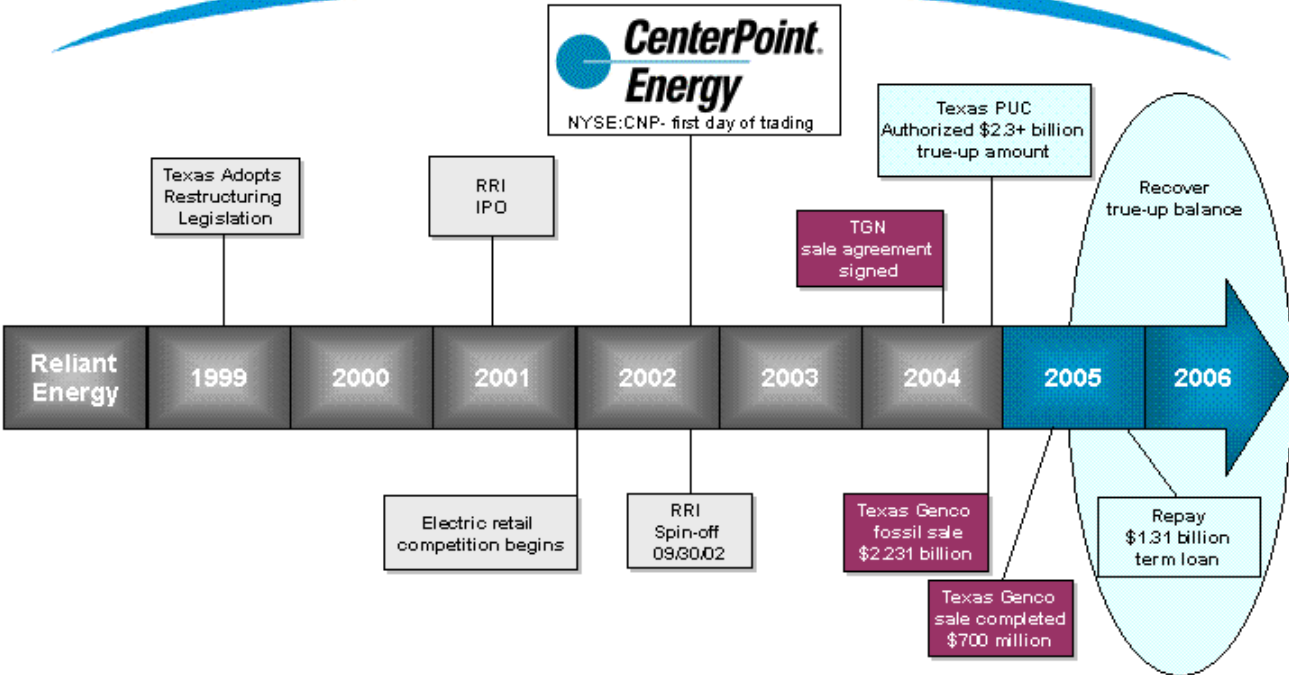 CenterPoint.
Energy
NYSE:CNP- first day of trading
Texas PUC
Authorized $2.3+ billion
true-up amount
Recover
true-up balance
Texas Adopts
Restructuring
Legislation
RRI
IPO
TGN
sale agreement
signed
Reliant
Energy
1999
2000
2001
2002
2003
2004
2005
2006
Electric retail
competition begins
RRI
Spin-off
09/30/02
Texas Genco
fossil sale
$2.231 billion
Repay
$1.31 billion
term loan
Texas Genco
sale completed
$700 million